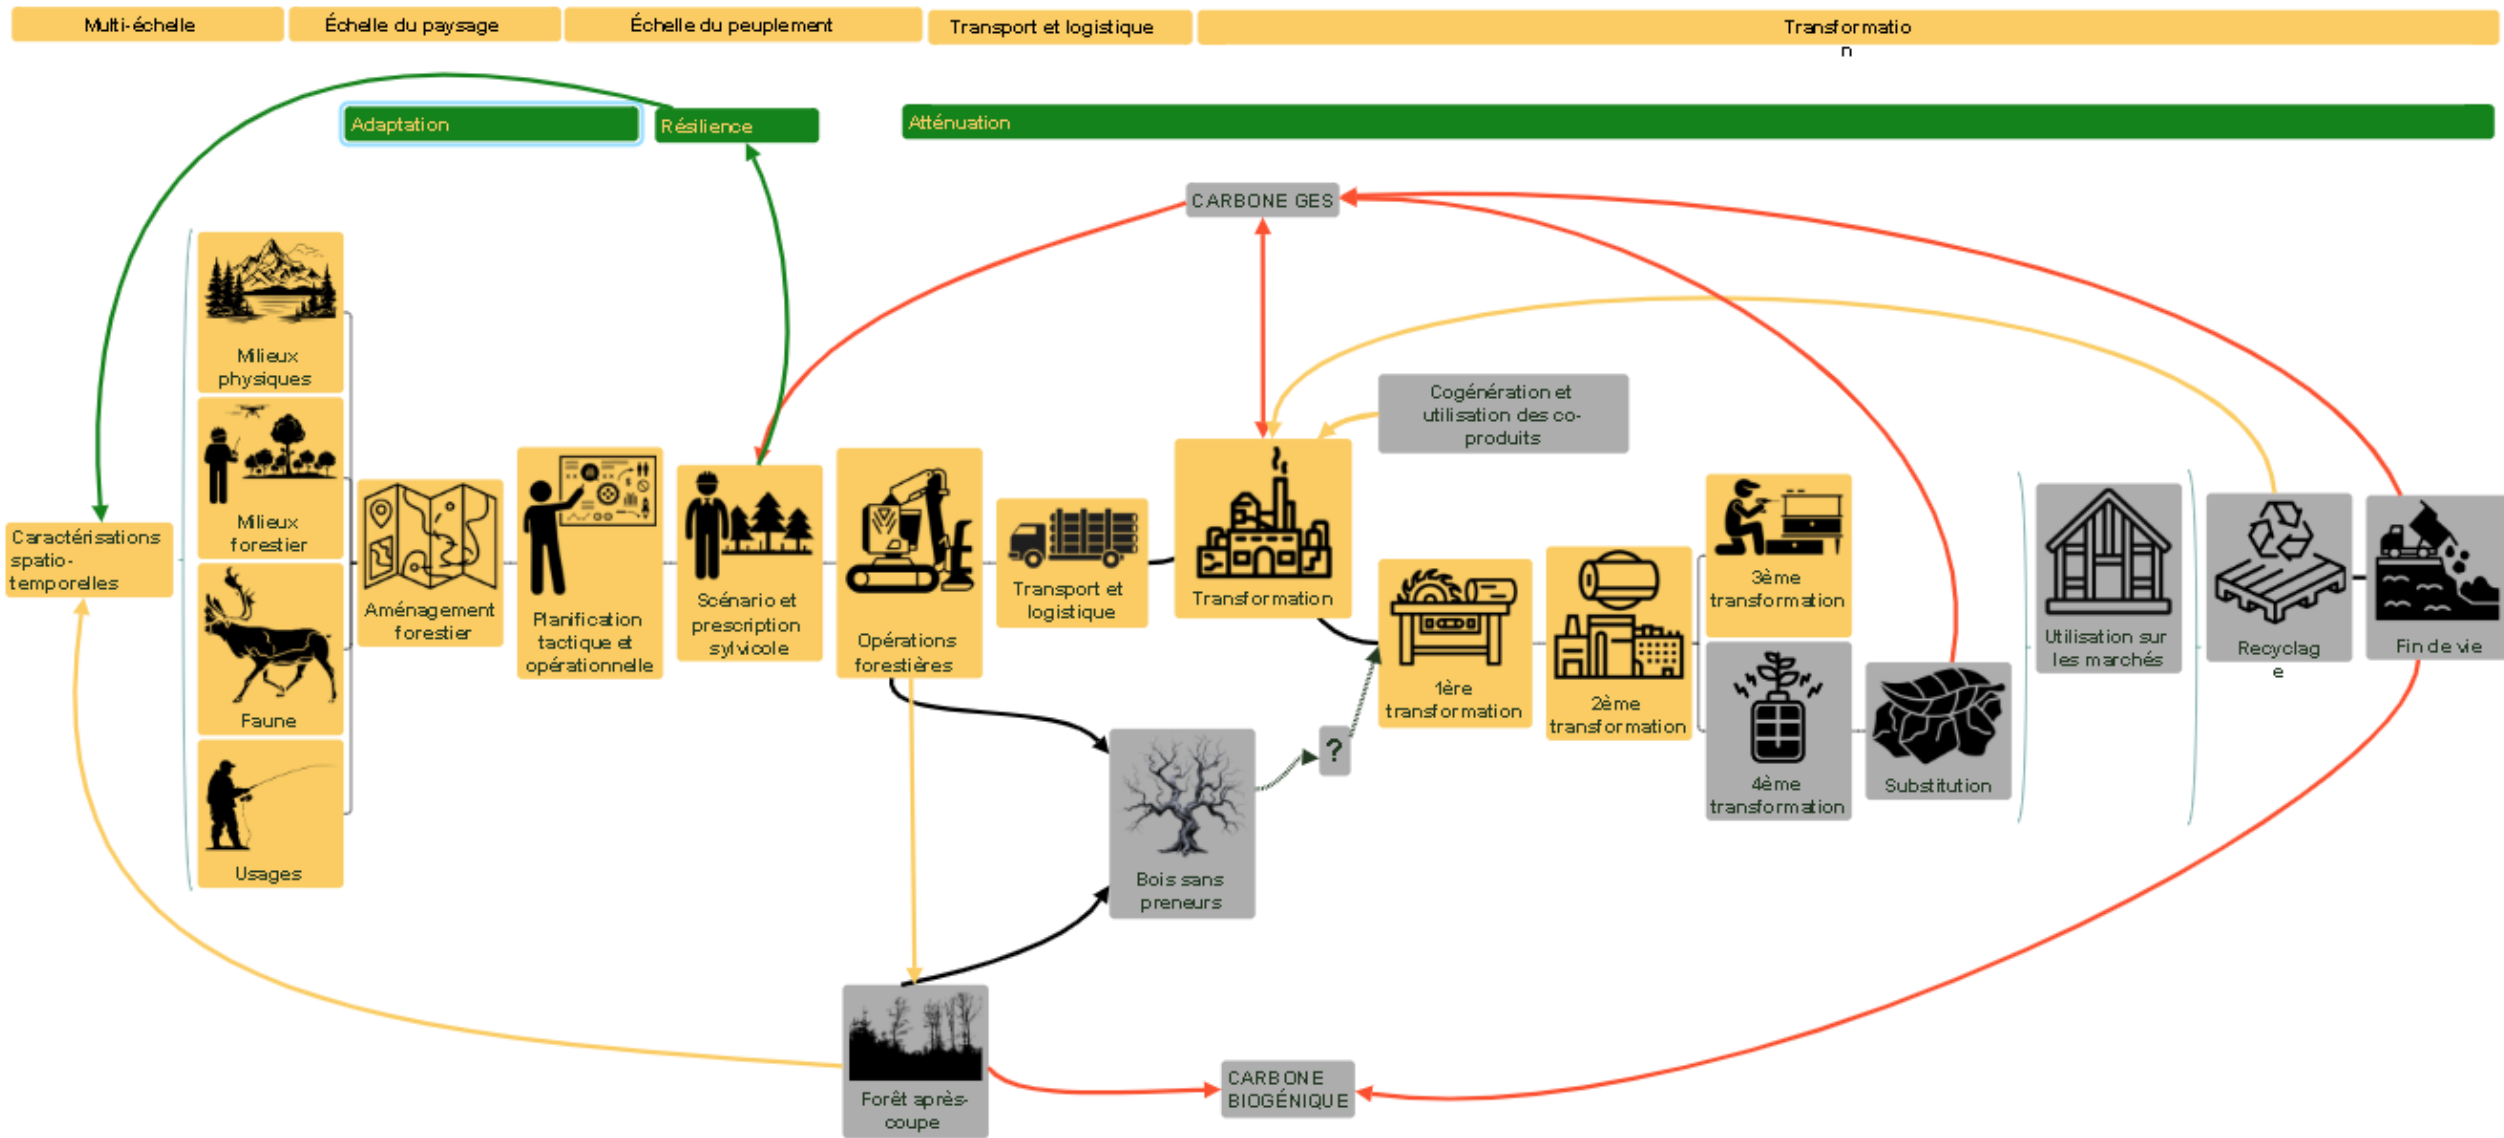 Multi-échelle
Échelle du paysage
Échelle du peuplement
Transport et logistique
Transformatio
n
Adaptation
Résilience
Atténuation
CARBONE GES
Milieux
physiques
Cogénération et
utilisation des co-
produits
Milieux
forestier
Caractérisations
spatio-
temporelles
Faune
Usages
Aménagement
forestier
Planification
tactique et
opérationnelle
Scénario et
prescription
sylvicole
Opérations
forestières
Transport et
logistique
Transformation
1ère
transformation
2ème
transformation
3ème
transformation
4ème
transformation
Substitution
Utilisation sur
les marchés
Recyclag
e
Fin de vie
?
Bois sans
preneurs
Forêt après-
coupe
CARBONE
BIOGÉNIQUE